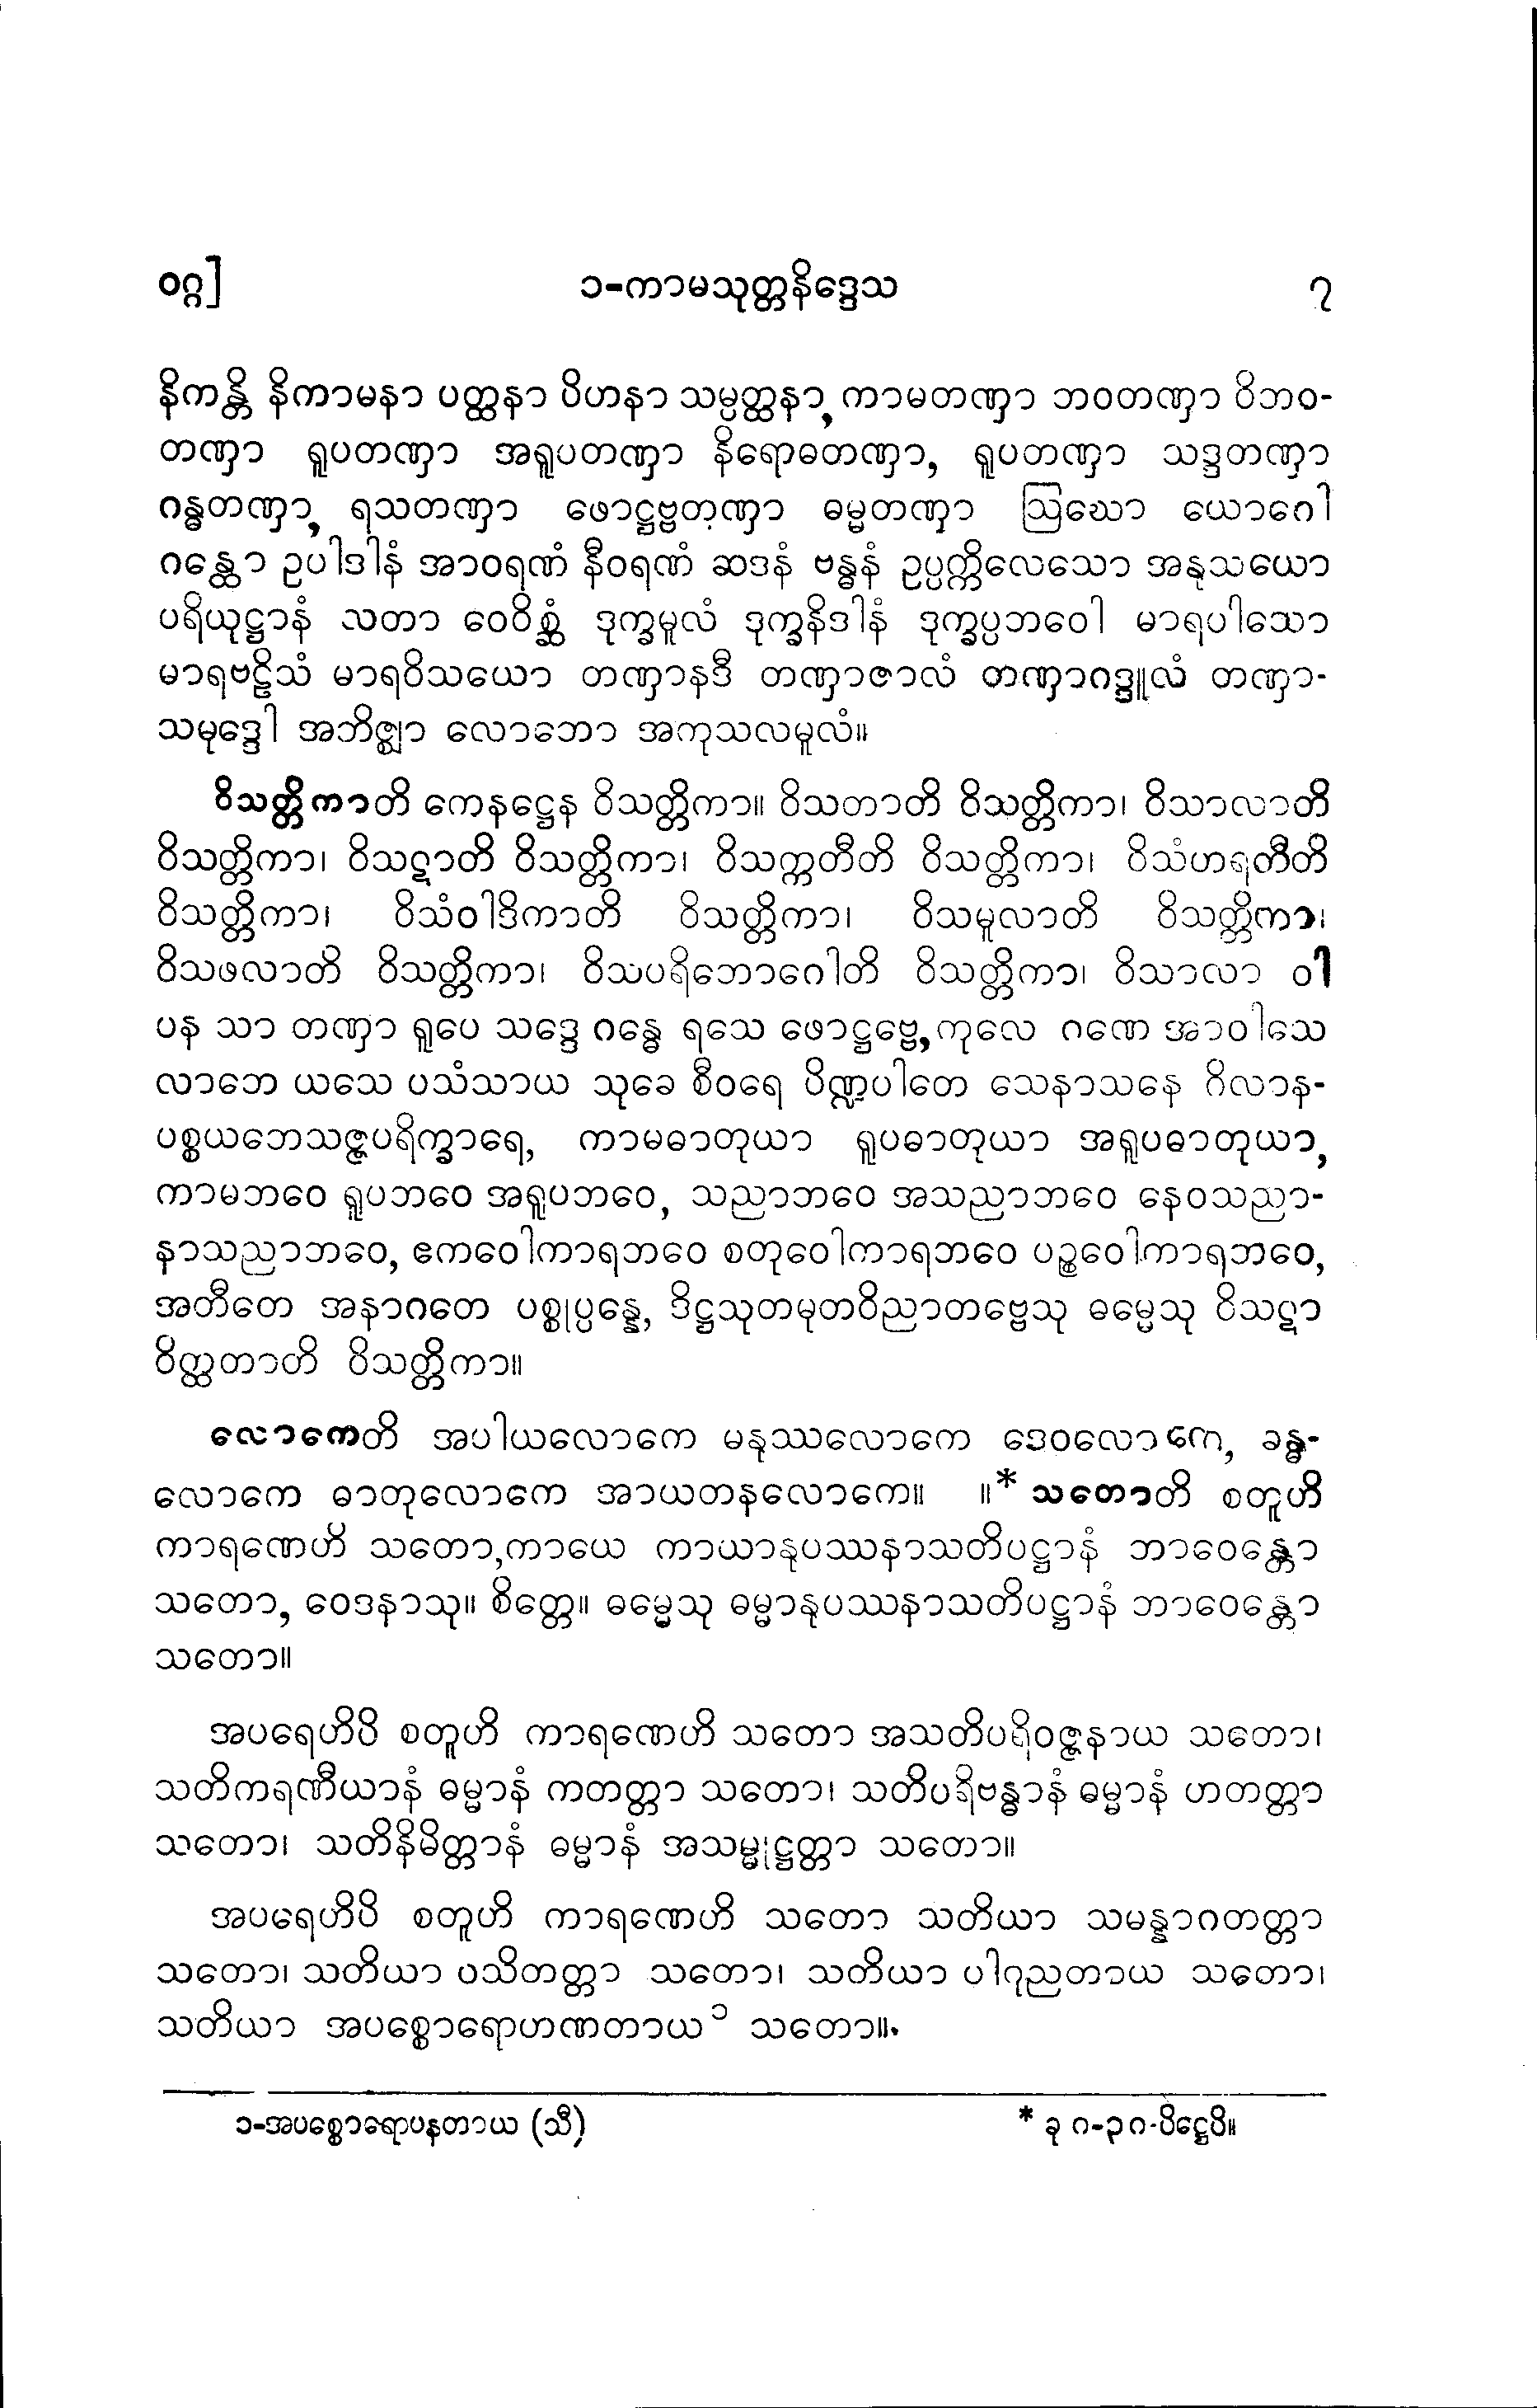 ဝဂ္ဂ] ၁-ကာမသုတ္တနိဒ္ဒေသ ၇
နိကန္တိ နိကာမနာ ပတ္ထနာ ပိဟနာ သမ္ပတ္ထနာ, ကာမတဏှာ ဘဝတဏှာ ဝိဘဝ-
တဏှာ ရူပတဏှာ အရူပတဏှာ နိရောဓတဏှာ, ရူပတဏှာ သဒ္ဒတဏှာ
ဂန္ဓတဏှာ, ရသတဏှာ ဖောဋ္ဌဗ္ဗတဏှာ ဓမ္မတဏှာ ဩဃော ယောဂေါ
ဂန္ထော ဥပါဒါနံ အာဝရဏံ နီဝရဏံ ဆဒနံ ဗန္ဓနံ ဥပ္ပက္ကိလေသော အနုသယော
ပရိယုဋ္ဌာနံ လတာ ဝေဝိစ္ဆံ ဒုက္ခမူလံ ဒုက္ခနိဒါနံ ဒုက္ခပ္ပဘဝေါ မာရပါသော
မာရဗဠိသံ မာရဝိသယော တဏှာနဒီ တဏှာဇာလံ တဏှာဂဒ္ဒူလံ တဏှာ-
သမုဒ္ဒေါ အဘိဇ္ဈာ လောဘော အကုသလမူလံ။
ဝိသတ္တိကာတိ ကေနဋ္ဌေန ဝိသတ္တိကာ။ ဝိသတာတိ ဝိသတ္တိကာ၊ ဝိသာလာတိ
ဝိသတ္တိကာ၊ ဝိသဋာတိ ဝိသတ္တိကာ၊ ဝိသက္ကတီတိ ဝိသတ္တိကာ၊ ဝိသံဟရတီတိ
ဝိသတ္တိကာ၊ ဝိသံဝါဒိကာတိ ဝိသတ္တိကာ၊ ဝိသမူလာတိ ဝိသတ္တိကာ၊
ဝိသဖလာတိ ဝိသတ္တိကာ၊ ဝိသပရိဘောဂေါတိ ဝိသတ္တိကာ၊ ဝိသာလာ ဝါ
ပန သာ တဏှာ ရူပေ သဒ္ဒေ ဂန္ဓေ ရသေ ဖောဋ္ဌဗ္ဗေ, ကုလေ ဂဏေ အာဝါသေ
လာဘေ ယသေ ပသံသာယ သုခေ စီဝရေ ပိဏ္ဍပါတေ သေနာသနေ ဂိလာန-
ပစ္စယဘေသဇ္ဇပရိက္ခာရေ, ကာမဓာတုယာ ရူပဓာတုယာ အရူပဓာတုယာ,
ကာမဘဝေ ရူပဘဝေ အရူပဘဝေ, သညာဘဝေ အသညာဘဝေ နေဝသညာ-
နာသညာဘဝေ, ဧကဝေါကာရဘဝေ စတုဝေါကာရဘဝေ ပဉ္စဝေါကာရဘဝေ,
အတီတေ အနာဂတေ ပစ္စုပ္ပန္နေ, ဒိဋ္ဌသုတမုတဝိညာတဗ္ဗေသု ဓမ္မေသု ဝိသဋာ
ဝိတ္ထတာတိ ဝိသတ္တိကာ။
လောကေတိ အပါယလောကေ မနုဿလောကေ ဒေဝလောကေ, ခန္ဓ-
လောကေ ဓာတုလောကေ အာယတနလောကေ။ ။* သတောတိ စတူဟိ
ကာရဏေဟိ သတော, ကာယေ ကာယာနုပဿနာသတိပဋ္ဌာနံ ဘာဝေန္တော
သတော, ဝေဒနာသု။ စိတ္တေ။ ဓမ္မေသု ဓမ္မာနုပဿနာသတိပဋ္ဌာနံ ဘာဝေန္တော
သတော။
အပရေဟိပိ စတူဟိ ကာရဏေဟိ သတော အသတိပရိဝဇ္ဇနာယ သတော၊
သတိကရဏီယာနံ ဓမ္မာနံ ကတတ္တာ သတော၊ သတိပရိဗန္ဓာနံ ဓမ္မာနံ ဟတတ္တာ
သတော၊ သတိနိမိတ္တာနံ ဓမ္မာနံ အသမ္မုဋ္ဌတ္တာ သတော။
အပရေဟိပိ စတူဟိ ကာရဏေဟိ သတော သတိယာ သမန္နာဂတတ္တာ
သတော၊ သတိယာ ဝသိတတ္တာ သတော၊ သတိယာ ပါဂုညတာယ သတော၊
သတိယာ အပစ္စောရောဟဏတာယ ၁ သတော။
၁-အပစ္စောရောပနတာယ (သီ) * ခု ဂ-၃ဂ-ပိဋ္ဌေပိ။